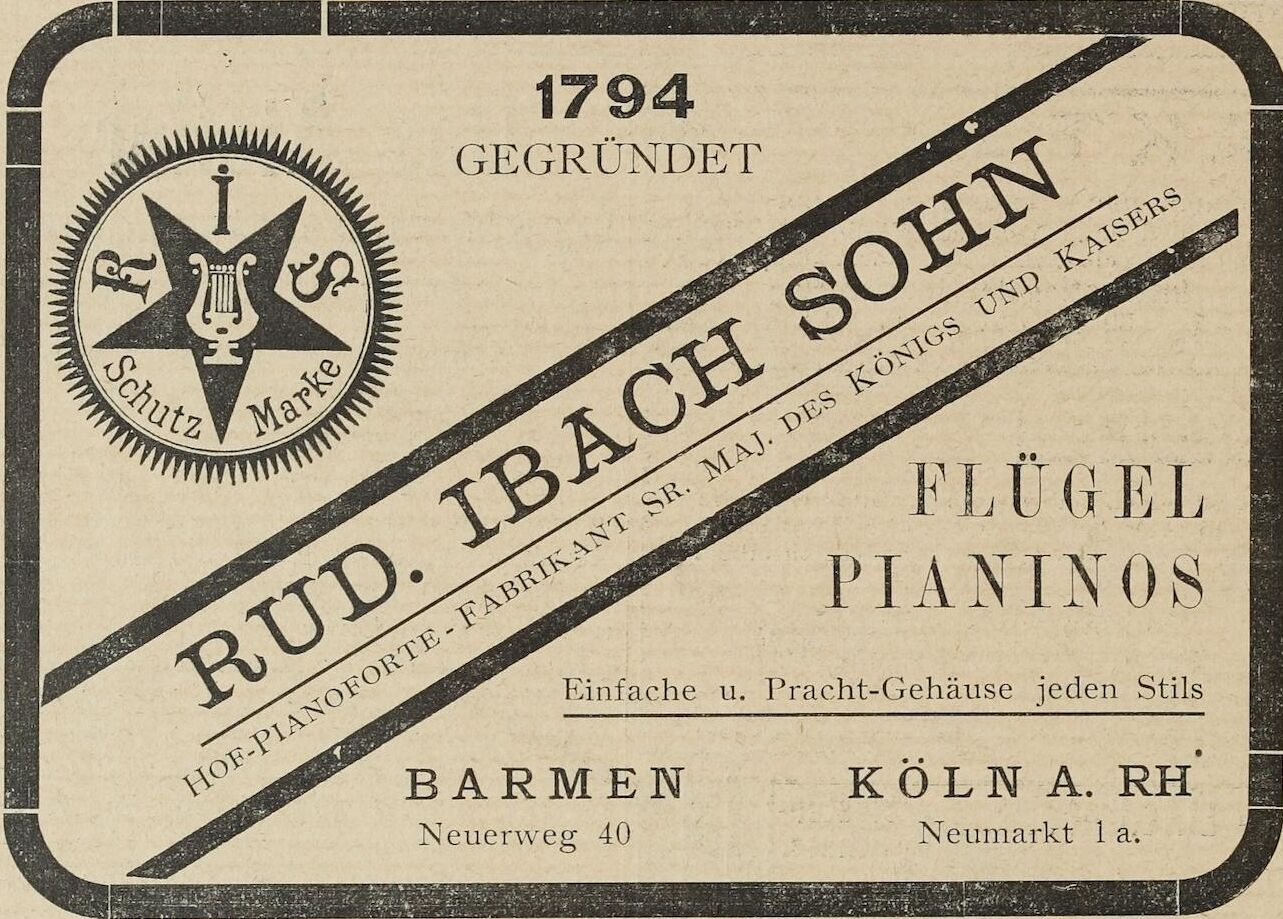 1794
GEGRÜNDET
R I S
Schutz Marke
RUD. IBACH SOHN
HOF-PIANOFORTE-FABRIKANT SR. MAJ. DES KÖNIGS UND KAISERS
FLÜGEL
PIANINOS
Einfache u. Pracht-Gehäuse jeden Stils
BARMEN
Neuerweg 40
KÖLN A. RH.
Neumarkt 1 a.